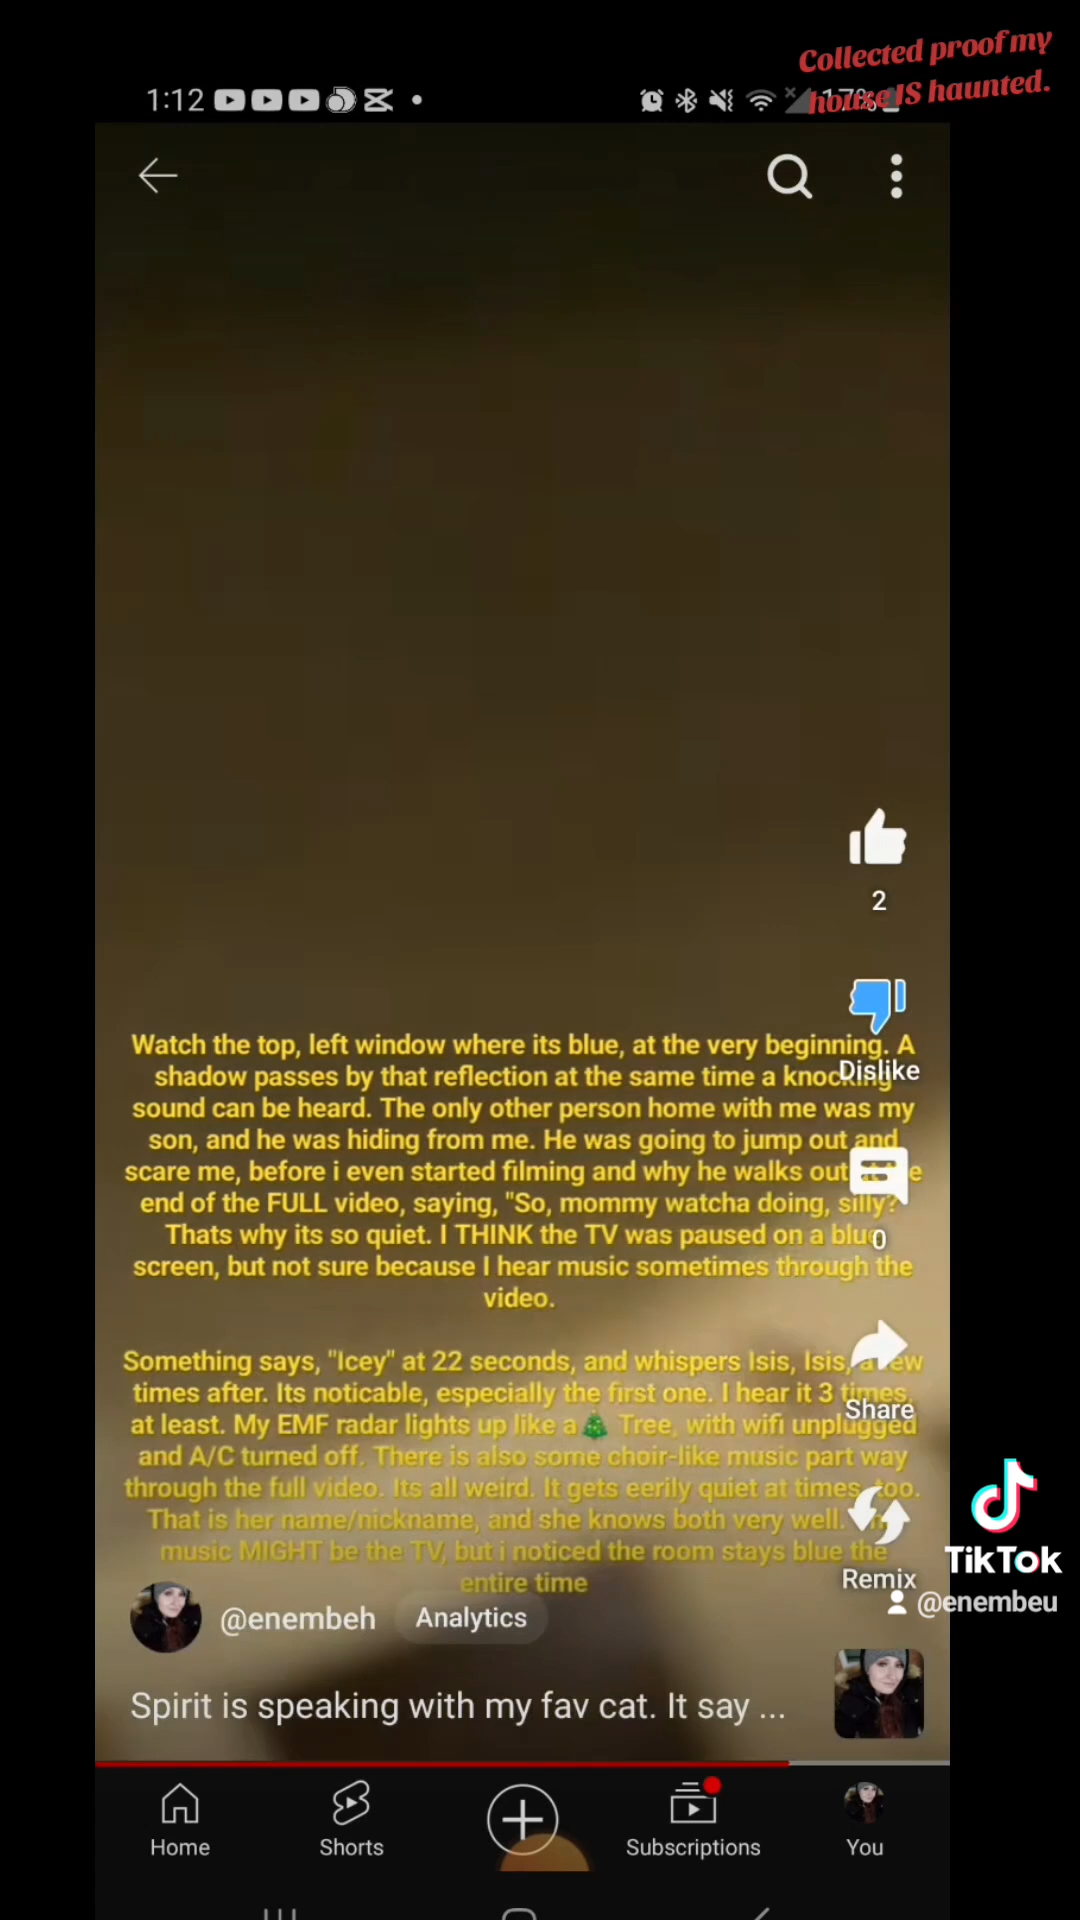 Collected proof my
house IS haunted.
1:12
17%
Watch the top, left window where its blue, at the very beginning. A
shadow passes by that reflection at the same time a knocking
sound can be heard. The only other person home with me was my
son, and he was hiding from me. He was going to jump out and
scare me, before i even started filming and why he walks out at the
end of the FULL video, saying, "So, mommy watcha doing, silly?"
Thats why its so quiet. I THINK the TV was paused on a blue
screen, but not sure because I hear music sometimes through the
video.
Something says, "Icey" at 22 seconds, and whispers Isis, Isis, a few
times after. Its noticable, especially the first one. I hear it 3 times,
at least. My EMF radar lights up like a🎄 Tree, with wifi unplugged
and A/C turned off. There is also some choir-like music part way
through the full video. Its all weird. It gets eerily quiet at times, too.
That is her name/nickname, and she knows both very well.
music MIGHT be the TV, but i noticed the room stays blue the
entire time
2
Dislike
0
Share
Remix
@enembeh
Analytics
Spirit is speaking with my fav cat. It say ...
TikTok
@enembeu
Home
Shorts
Subscriptions
You